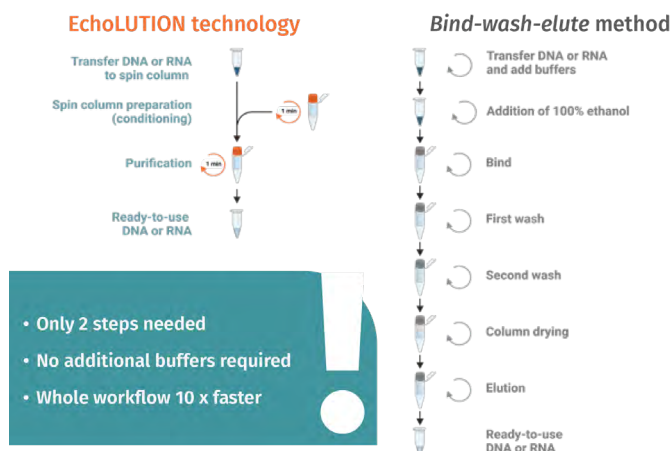 EchoLUTION technology
Transfer DNA or RNA
to spin column
Spin column preparation
(conditioning)
1 min
Purification
1 min
Ready-to-use
DNA or RNA
• Only 2 steps needed
• No additional buffers required
• Whole workflow 10 x faster
!
Bind-wash-elute method
Transfer DNA or RNA
and add buffers
Addition of 100% ethanol
Bind
First wash
Second wash
Column drying
Elution
Ready-to-use
DNA or RNA